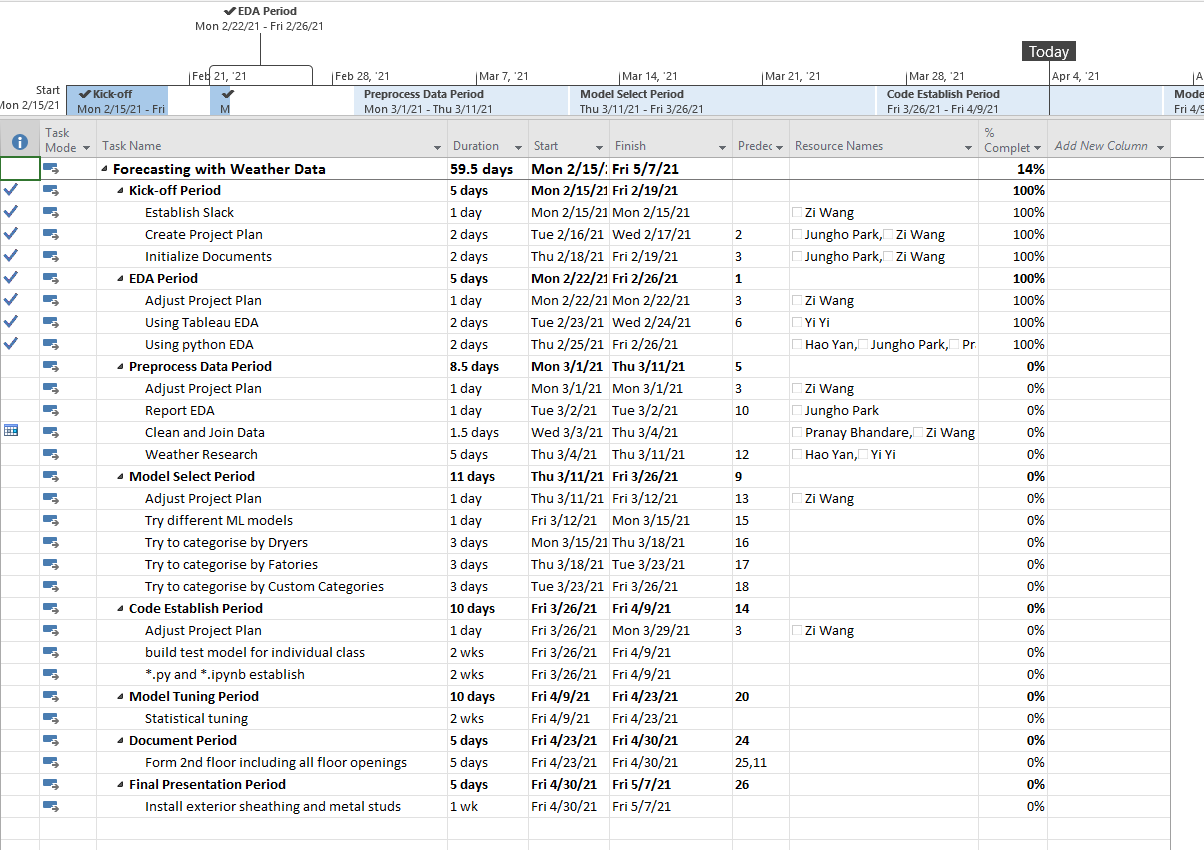 EDA Period
Mon 2/22/21 - Fri 2/26/21
Today
Feb 21, '21 Feb 28, '21 Mar 7, '21 Mar 14, '21 Mar 21, '21 Mar 28, '21 Apr 4, '21 A
Start
Mon 2/15/21
Kick-off Preprocess Data Period Model Select Period Code Establish Period Mode
Mon 2/15/21 - Fri M Mon 3/1/21 - Thu 3/11/21 Thu 3/11/21 - Fri 3/26/21 Fri 3/26/21 - Fri 4/9/21 Fri 4/9
Task Mode Task Name Duration Start Finish Predec Resource Names % Complet Add New Column
Forecasting with Weather Data 59.5 days Mon 2/15/ Fri 5/7/21 14%
Kick-off Period 5 days Mon 2/15/21 Fri 2/19/21 100%
Establish Slack 1 day Mon 2/15/21 Mon 2/15/21 Zi Wang 100%
Create Project Plan 2 days Tue 2/16/21 Wed 2/17/21 2 Jungho Park, Zi Wang 100%
Initialize Documents 2 days Thu 2/18/21 Fri 2/19/21 3 Jungho Park, Zi Wang 100%
EDA Period 5 days Mon 2/22/21 Fri 2/26/21 1 100%
Adjust Project Plan 1 day Mon 2/22/21 Mon 2/22/21 3 Zi Wang 100%
Using Tableau EDA 2 days Tue 2/23/21 Wed 2/24/21 6 Yi Yi 100%
Using python EDA 2 days Thu 2/25/21 Fri 2/26/21 Hao Yan, Jungho Park, Pr 100%
Preprocess Data Period 8.5 days Mon 3/1/21 Thu 3/11/21 5 0%
Adjust Project Plan 1 day Mon 3/1/21 Mon 3/1/21 3 Zi Wang 0%
Report EDA 1 day Tue 3/2/21 Tue 3/2/21 10 Jungho Park 0%
Clean and Join Data 1.5 days Wed 3/3/21 Thu 3/4/21 Pranay Bhandare, Zi Wang 0%
Weather Research 5 days Thu 3/4/21 Thu 3/11/21 12 Hao Yan, Yi Yi 0%
Model Select Period 11 days Thu 3/11/21 Fri 3/26/21 9 0%
Adjust Project Plan 1 day Thu 3/11/21 Fri 3/12/21 13 Zi Wang 0%
Try different ML models 1 day Fri 3/12/21 Mon 3/15/21 15 0%
Try to categorise by Dryers 3 days Mon 3/15/21 Thu 3/18/21 16 0%
Try to categorise by Fatories 3 days Thu 3/18/21 Tue 3/23/21 17 0%
Try to categorise by Custom Categories 3 days Tue 3/23/21 Fri 3/26/21 18 0%
Code Establish Period 10 days Fri 3/26/21 Fri 4/9/21 14 0%
Adjust Project Plan 1 day Fri 3/26/21 Mon 3/29/21 3 Zi Wang 0%
build test model for individual class 2 wks Fri 3/26/21 Fri 4/9/21 0%
*.py and *.ipynb establish 2 wks Fri 3/26/21 Fri 4/9/21 0%
Model Tuning Period 10 days Fri 4/9/21 Fri 4/23/21 20 0%
Statistical tuning 2 wks Fri 4/9/21 Fri 4/23/21 0%
Document Period 5 days Fri 4/23/21 Fri 4/30/21 24 0%
Form 2nd floor including all floor openings 5 days Fri 4/23/21 Fri 4/30/21 25,11 0%
Final Presentation Period 5 days Fri 4/30/21 Fri 5/7/21 26 0%
Install exterior sheathing and metal studs 1 wk Fri 4/30/21 Fri 5/7/21 0%